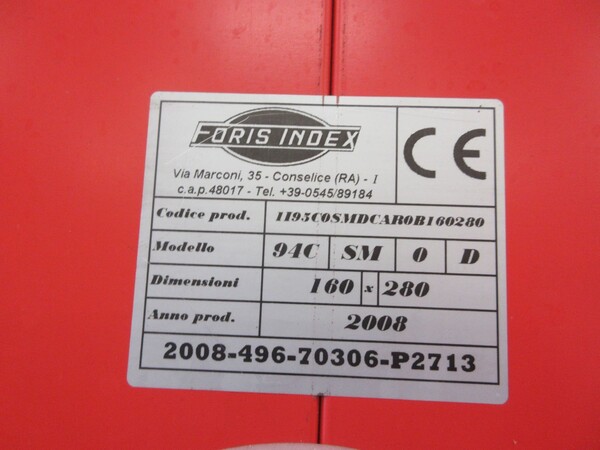 FORIS INDEX
CE
Via Marconi, 35 - Conselice (RA) - I
c.a.p.48017 - Tel. +39-0545/89184
Codice prod. 1195C0SMDCAR0B160280
Modello 94C SM 0 D
Dimensioni 160 x 280
Anno prod. 2008
2008-496-70306-P2713